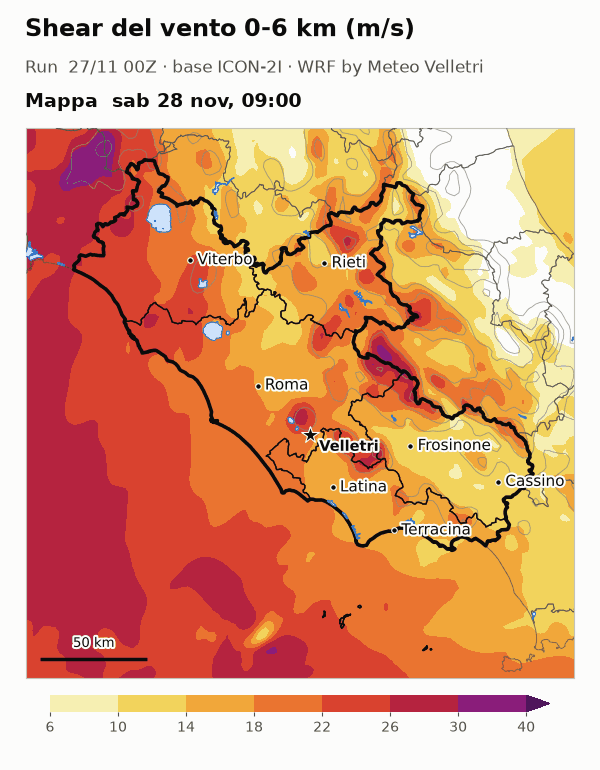 Shear del vento 0-6 km (m/s)
Run  27/11 00Z · base ICON-2I · WRF by Meteo Velletri
Mappa  sab 28 nov, 09:00
Viterbo
Rieti
Roma
Velletri
Frosinone
Cassino
Latina
Terracina
50 km
6 10 14 18 22 26 30 40